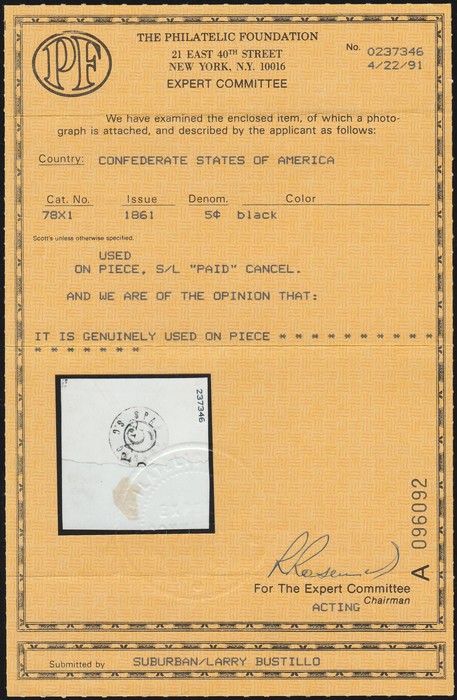 PF
THE PHILATELIC FOUNDATION
21 EAST 40TH STREET
NEW YORK, N.Y. 10016
EXPERT COMMITTEE
No. 0237346
4/22/91
We have examined the enclosed item, of which a photo-
graph is attached, and described by the applicant as follows:
Country: CONFEDERATE STATES OF AMERICA
Cat. No. Issue Denom. Color
78X1 1861 5¢ black
Scott's unless otherwise specified.
USED
ON PIECE, S/L "PAID" CANCEL.
AND WE ARE OF THE OPINION THAT:
IT IS GENUINELY USED ON PIECE * * * * * * * * * * *
* * * * * * *
237346
A 096092
For The Expert Committee
Chairman
ACTING
Submitted by SUBURBAN/LARRY BUSTILLO